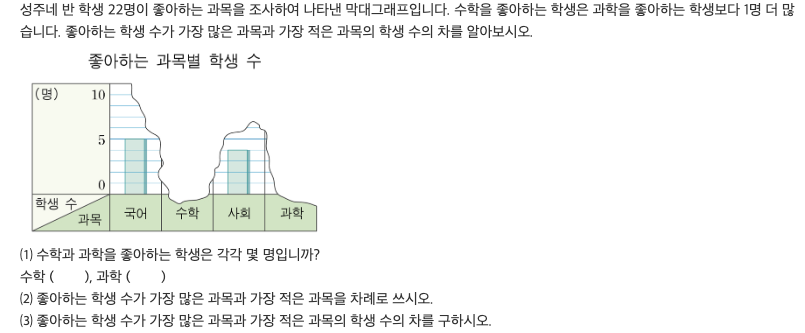 성주네 반 학생 22명이 좋아하는 과목을 조사하여 나타낸 막대그래프입니다. 수학을 좋아하는 학생은 과학을 좋아하는 학생보다 1명 더 많
습니다. 좋아하는 학생 수가 가장 많은 과목과 가장 적은 과목의 학생 수의 차를 알아보시오.
좋아하는 과목별 학생 수
(명)
10
5
0
학생 수
과목
국어 수학 사회 과학
(1) 수학과 과학을 좋아하는 학생은 각각 몇 명입니까?
수학 ( ), 과학 ( )
(2) 좋아하는 학생 수가 가장 많은 과목과 가장 적은 과목을 차례로 쓰시오.
(3) 좋아하는 학생 수가 가장 많은 과목과 가장 적은 과목의 학생 수의 차를 구하시오.